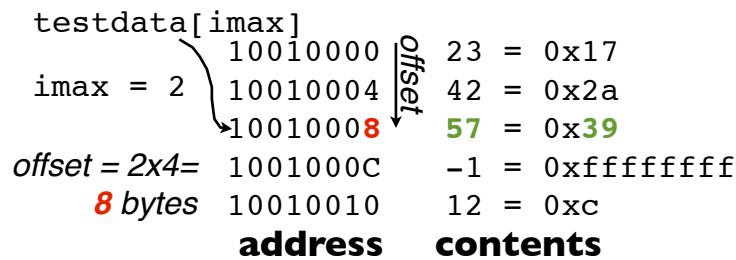 testdata[imax]
10010000 offset 23 = 0x17
imax = 2 10010004 42 = 0x2a
10010008 57 = 0x39
offset = 2x4= 1001000C -1 = 0xffffffff
8 bytes 10010010 12 = 0xc
address contents